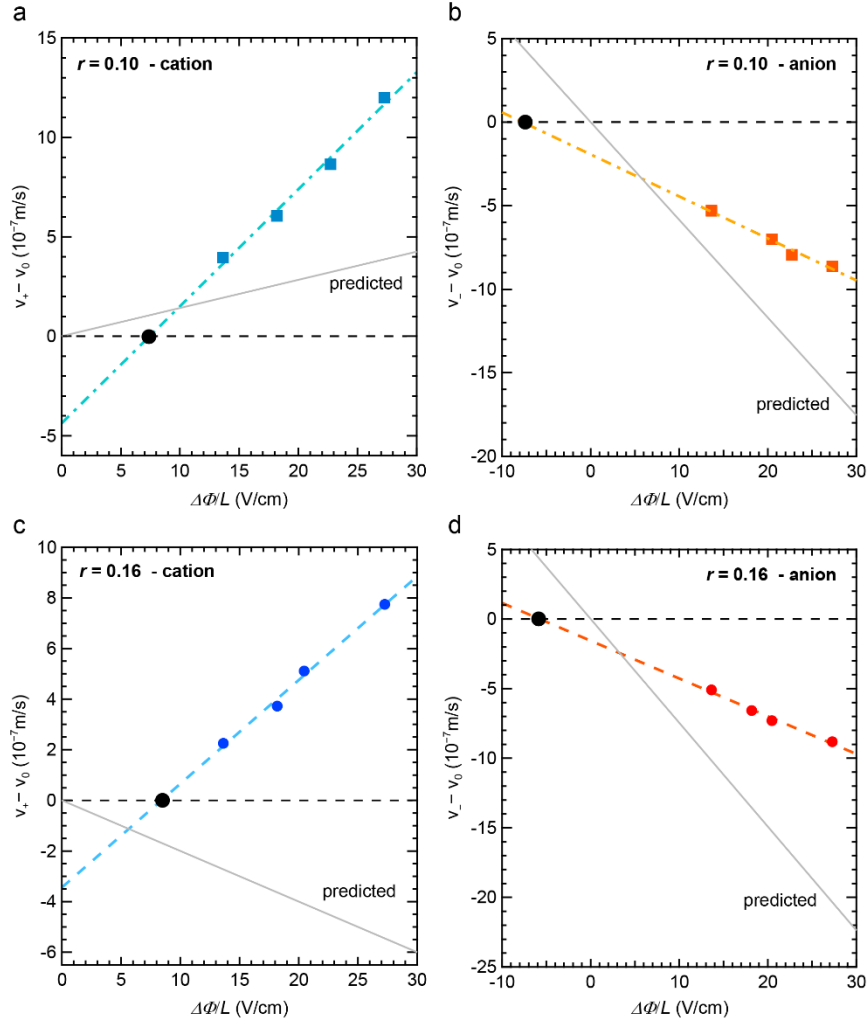 a
r = 0.10 - cation
15
10
5
0
-5
v+ – v0 (10⁻⁷m/s)
predicted
0 5 10 15 20 25 30
ΔΦ/L (V/cm)
b
r = 0.10 - anion
5
0
-5
-10
-15
-20
v− – v0 (10⁻⁷m/s)
predicted
-10 0 10 20 30
ΔΦ/L (V/cm)
c
r = 0.16 - cation
10
8
6
4
2
0
-2
-4
-6
v+ – v0 (10⁻⁷m/s)
predicted
0 5 10 15 20 25 30
ΔΦ/L (V/cm)
d
r = 0.16 - anion
5
0
-5
-10
-15
-20
-25
v− – v0 (10⁻⁷m/s)
predicted
-10 0 10 20 30
ΔΦ/L (V/cm)